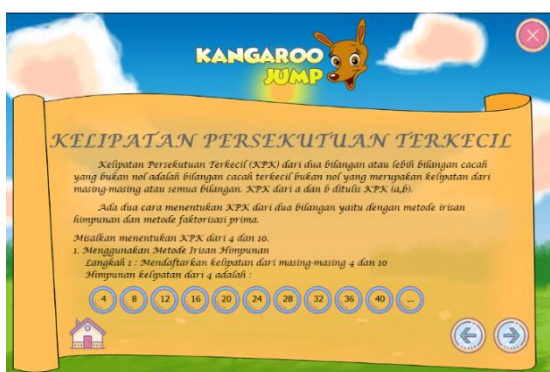 KANGAROO
JUMP
KELIPATAN PERSEKUTUAN TERKECIL
Kelipatan Persekutuan Terkecil (KPK) dari dua bilangan atau lebih bilangan cacah
yang bukan nol adalah bilangan cacah terkecil bukan nol yang merupakan kelipatan dari
masing-masing atau semua bilangan. KPK dari a dan b ditulis KPK (a,b).
Ada dua cara menentukan KPK dari dua bilangan yaitu dengan metode irisan
himpunan dan metode faktorisasi prima.
Misalkan menentukan KPK dari 4 dan 10.
1. Menggunakan Metode Irisan Himpunan
Langkah 1 : Mendaftarkan kelipatan dari masing-masing 4 dan 10
Himpunan kelipatan dari 4 adalah :
4 8 12 16 20 24 28 32 36 40 ...